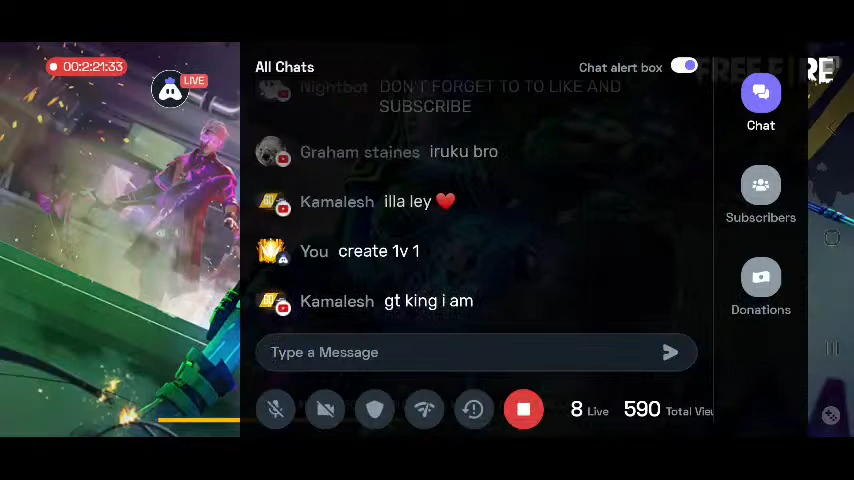 00:2:21:33
LIVE
All Chats
Chat alert box
FREE FIRE
Nightbot DON'T FORGET TO TO LIKE AND
SUBSCRIBE
Chat
Graham staines iruku bro
Kamalesh illa ley ❤️
Subscribers
You create 1v 1
Kamalesh gt king i am
Donations
Type a Message
8 Live 590 Total